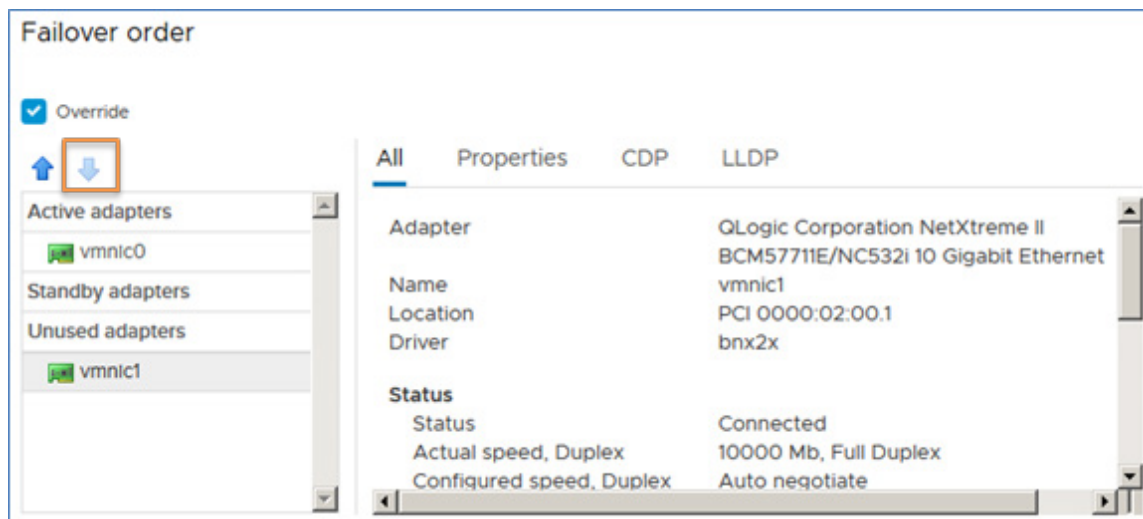 Failover order
Override
All Properties CDP LLDP
Active adapters
vmnic0
Standby adapters
Unused adapters
vmnic1
Adapter QLogic Corporation NetXtreme II
BCM57711E/NC532i 10 Gigabit Ethernet
Name vmnic1
Location PCI 0000:02:00.1
Driver bnx2x
Status
Status Connected
Actual speed, Duplex 10000 Mb, Full Duplex
Configured speed, Duplex Auto negotiate